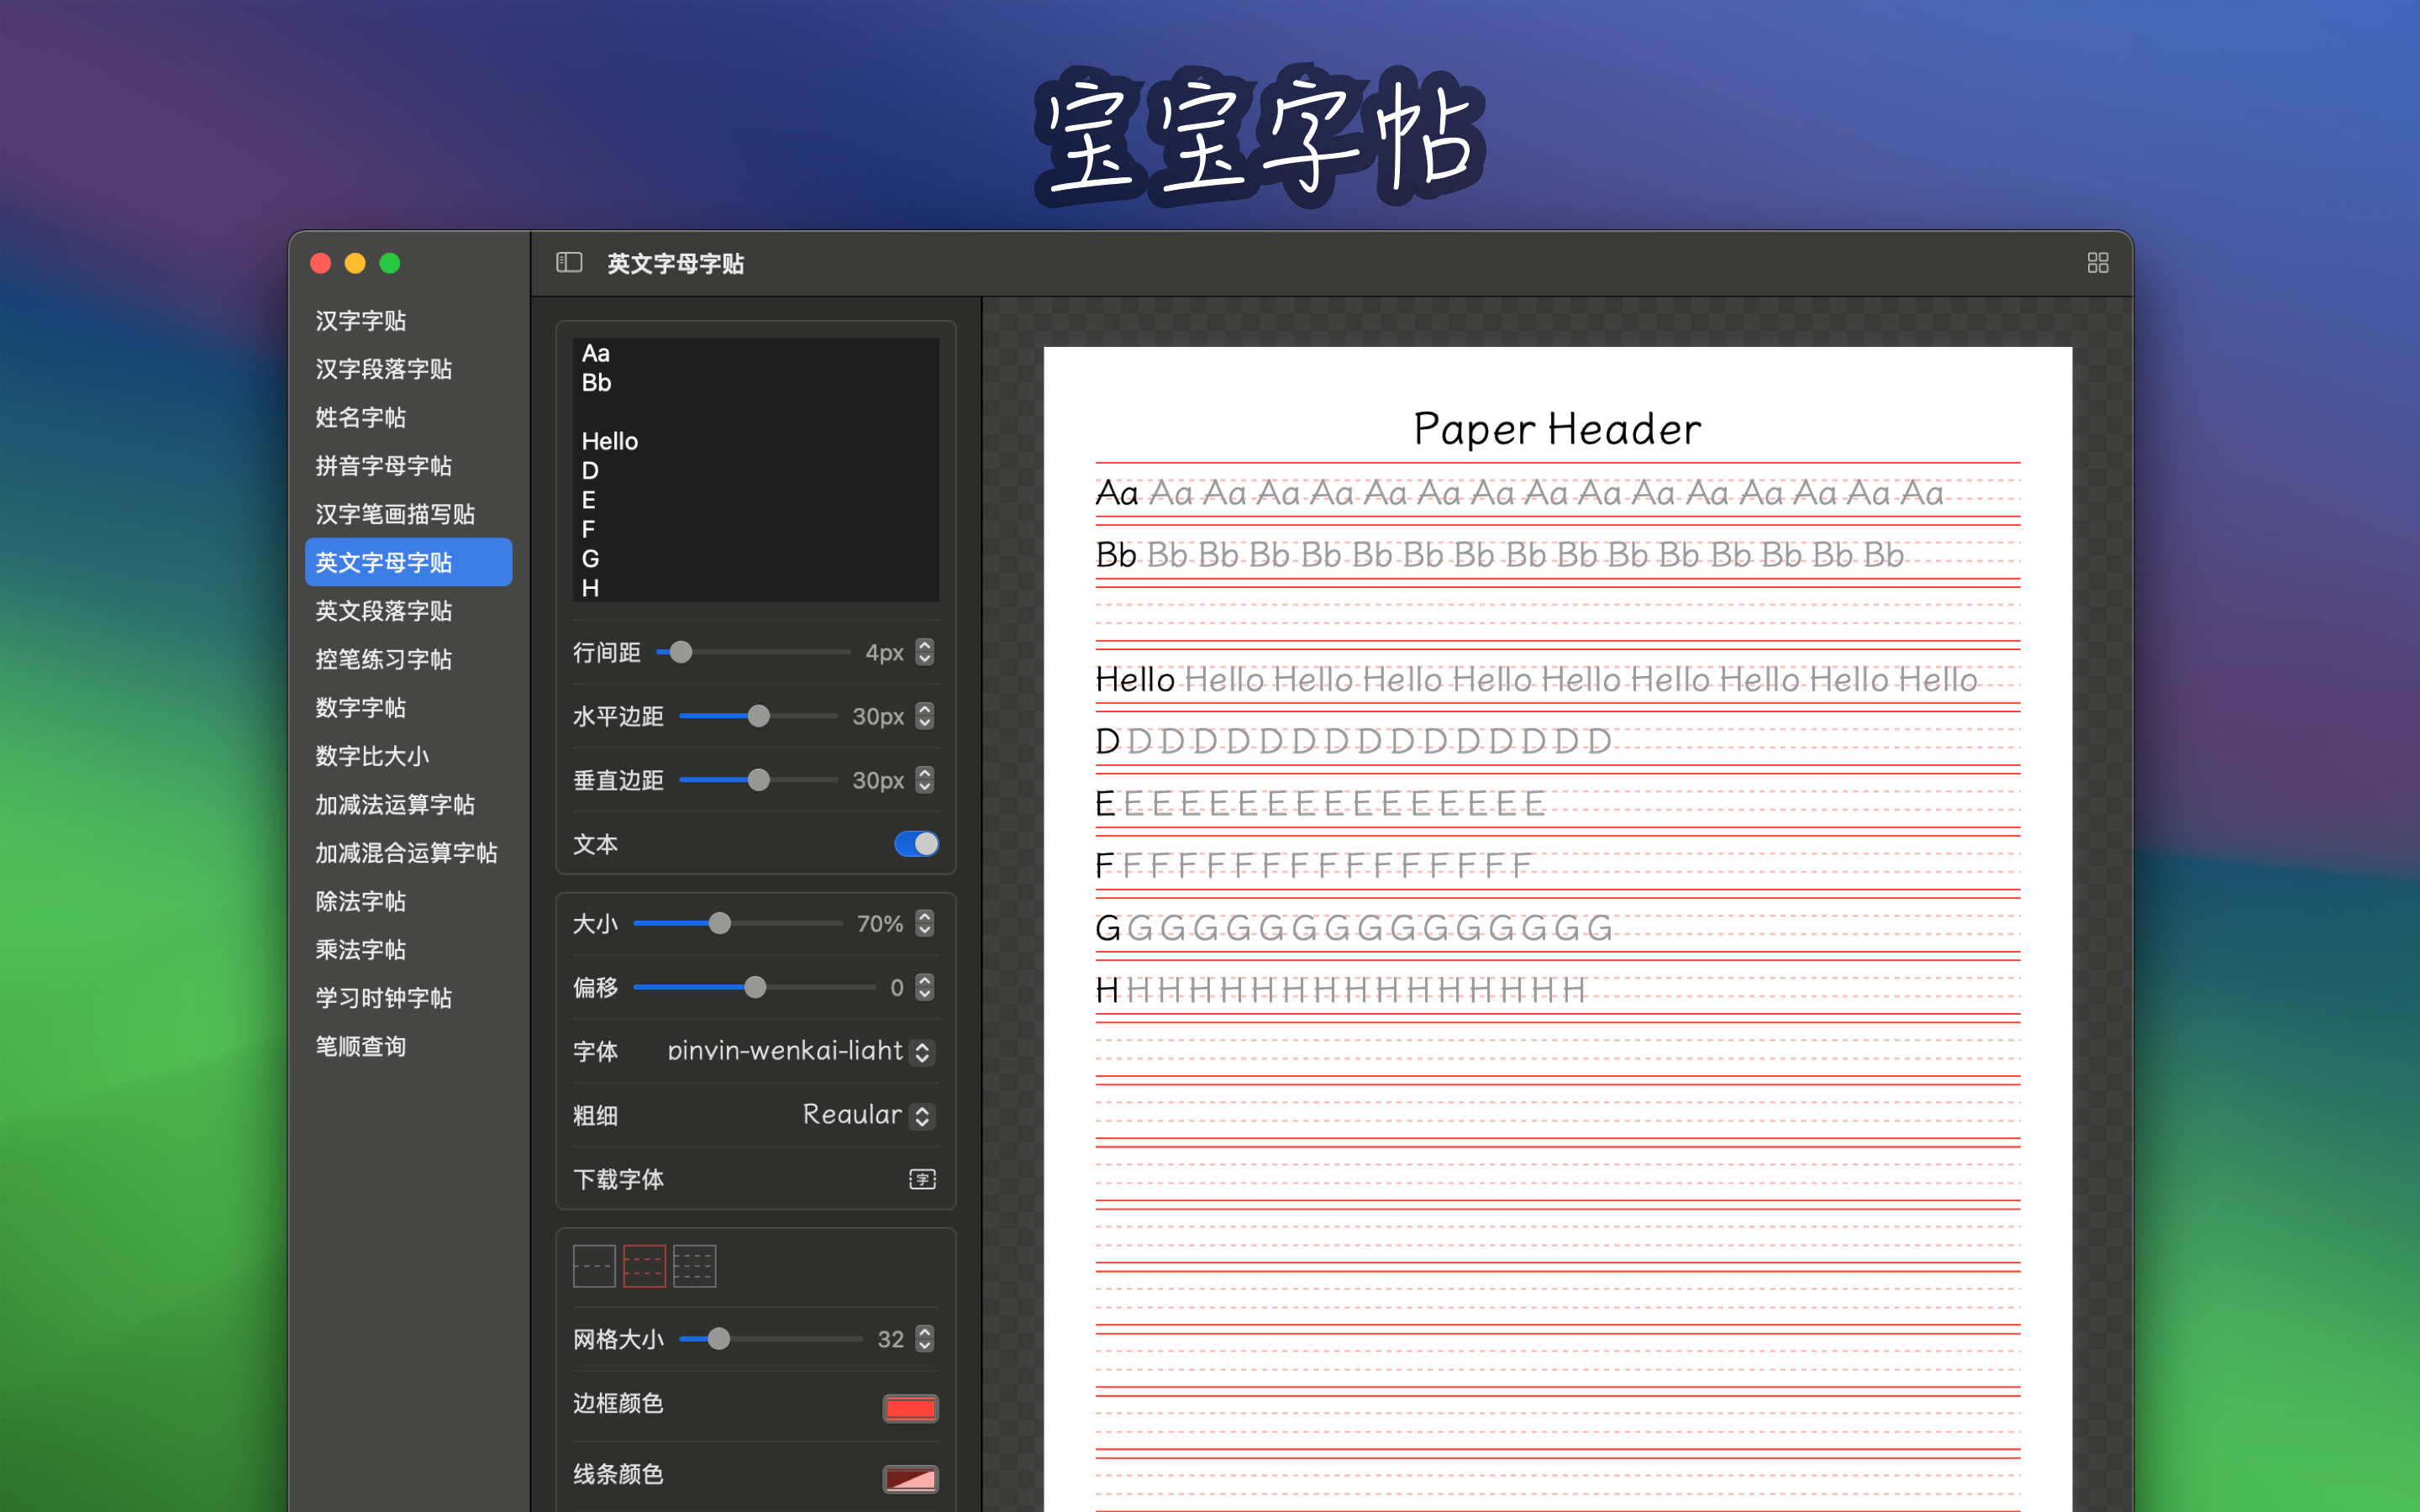 宝宝字帖
英文字母字贴
汉字字贴
汉字段落字贴
姓名字帖
拼音字母字帖
汉字笔画描写贴
英文字母字贴
英文段落字贴
控笔练习字帖
数字字帖
数字比大小
加减法运算字帖
加减混合运算字帖
除法字帖
乘法字帖
学习时钟字帖
笔顺查询
Aa
Bb
Hello
D
E
F
G
H
行间距 4px
水平边距 30px
垂直边距 30px
文本
大小 70%
偏移 0
字体 pinyin-wenkai-light
粗细 Regular
下载字体 字
网格大小 32
边框颜色
线条颜色
Paper Header
Aa Aa Aa Aa Aa Aa Aa Aa Aa Aa Aa Aa Aa Aa Aa Aa
Bb Bb Bb Bb Bb Bb Bb Bb Bb Bb Bb Bb Bb Bb Bb Bb
Hello Hello Hello Hello Hello Hello Hello Hello Hello Hello
D D D D D D D D D D D D D D D D
E E E E E E E E E E E E E E E E
F F F F F F F F F F F F F F F F
G G G G G G G G G G G G G G G G
H H H H H H H H H H H H H H H H